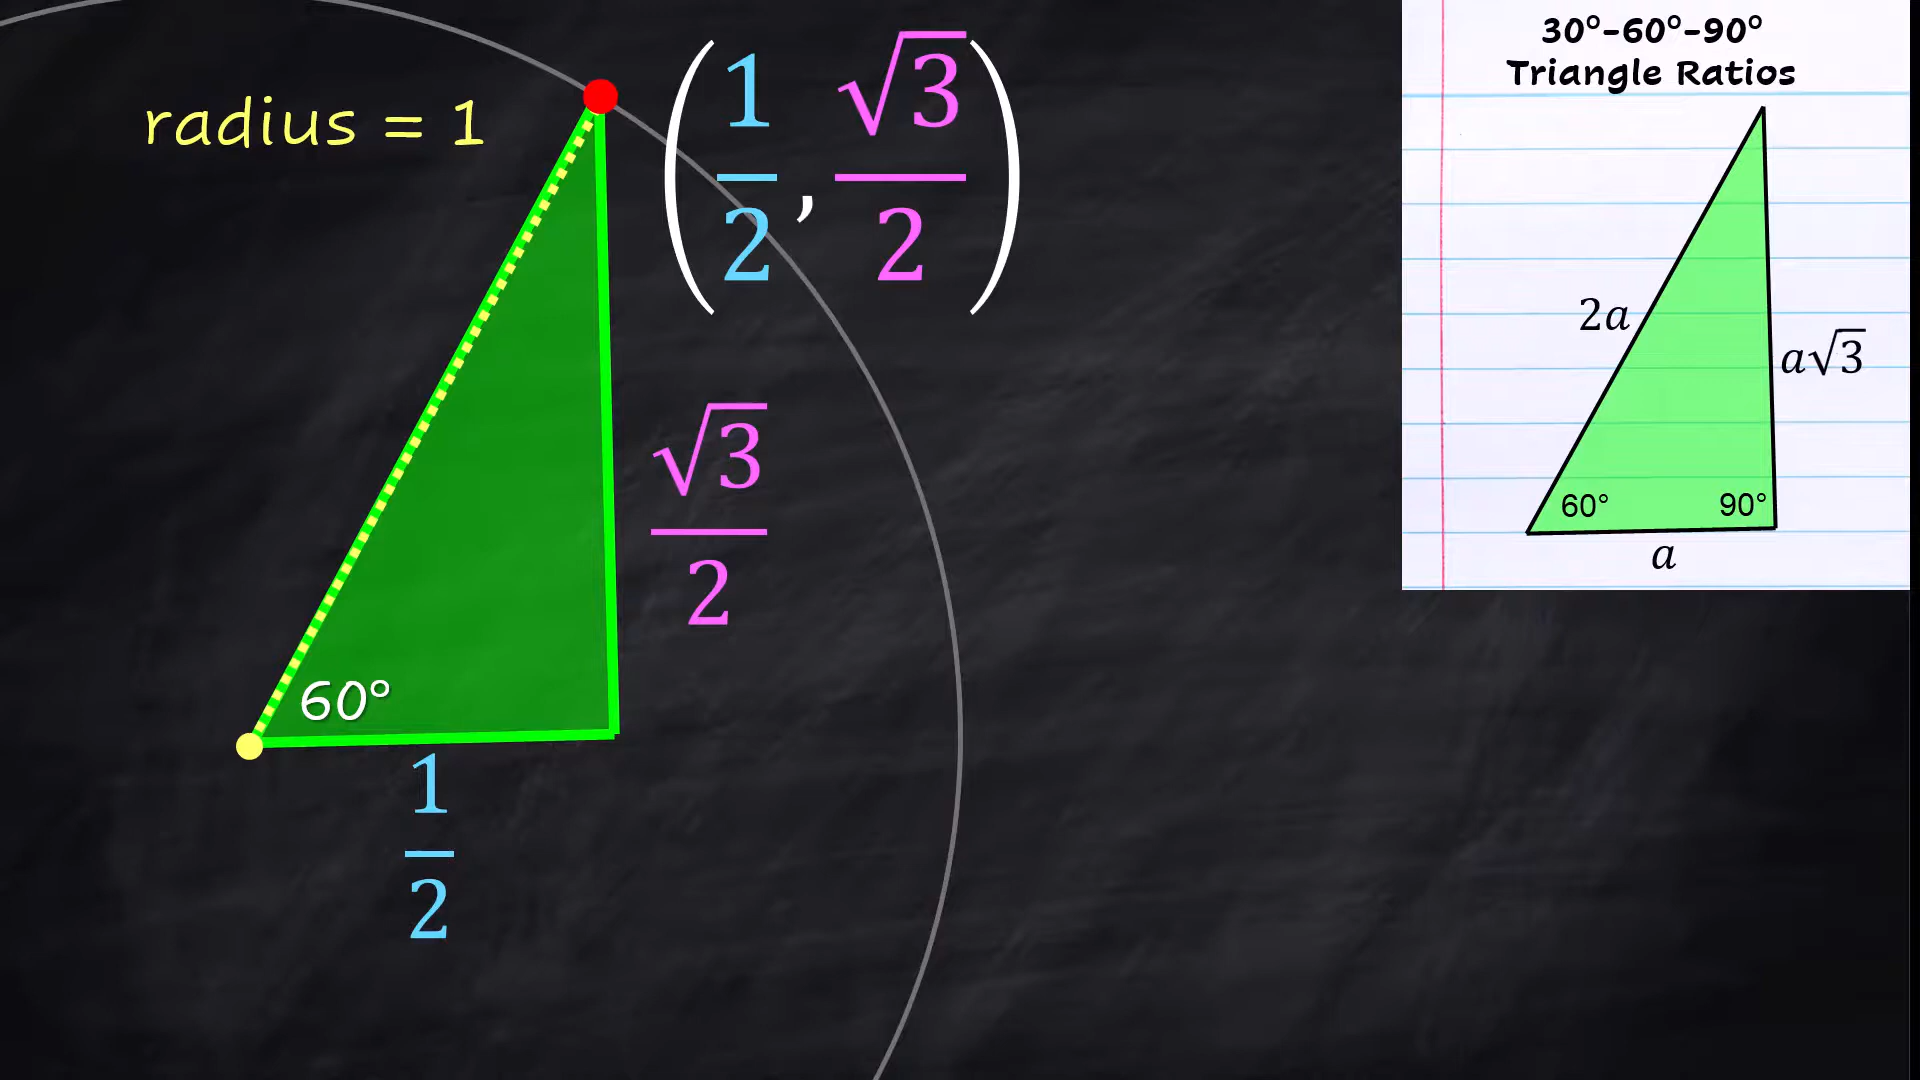 radius = 1
(1/2, √3/2)
√3/2
60°
1/2
30°-60°-90°
Triangle Ratios
2a
a√3
60° 90°
a